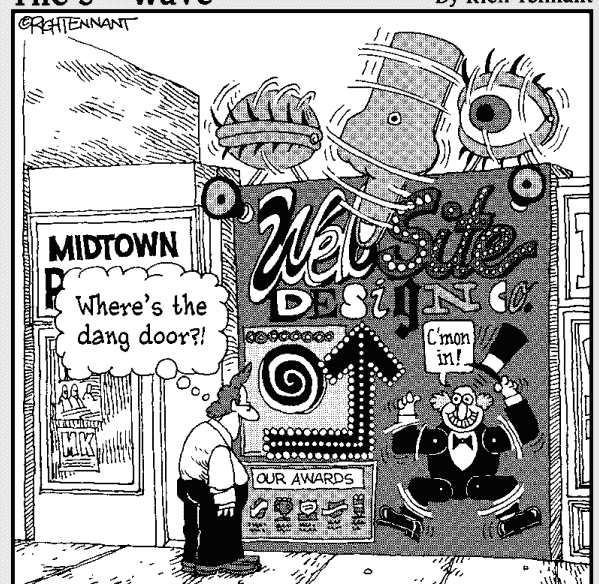 The 5th Wave
By Rich Tennant
©RICHTENNANT
MIDTOWN
Where's the
dang door?!
Web Site
DESIGN CO.
C'mon
in!
OUR AWARDS